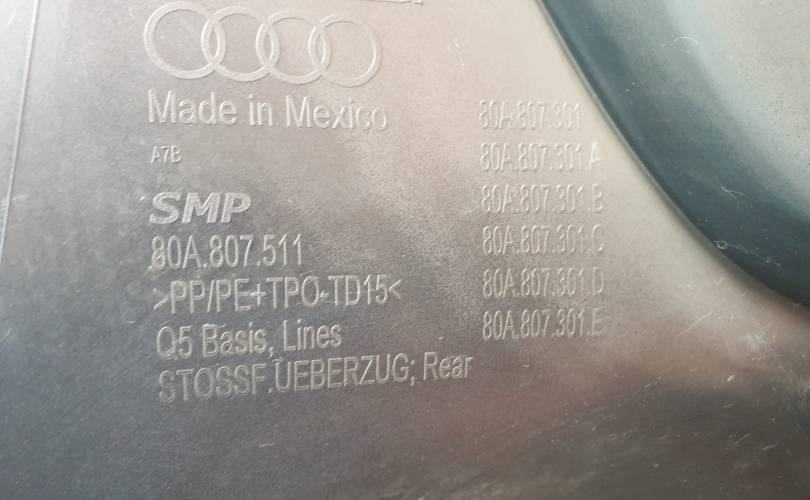 Made in Mexico
A7B
SMP
80A.807.511
>PP/PE+TPO-TD15<
Q5 Basis, Lines
STOSSF.UEBERZUG; Rear
80A.807.301
80A.807.301.A
80A.807.301.B
80A.807.301.C
80A.807.301.D
80A.807.301.E